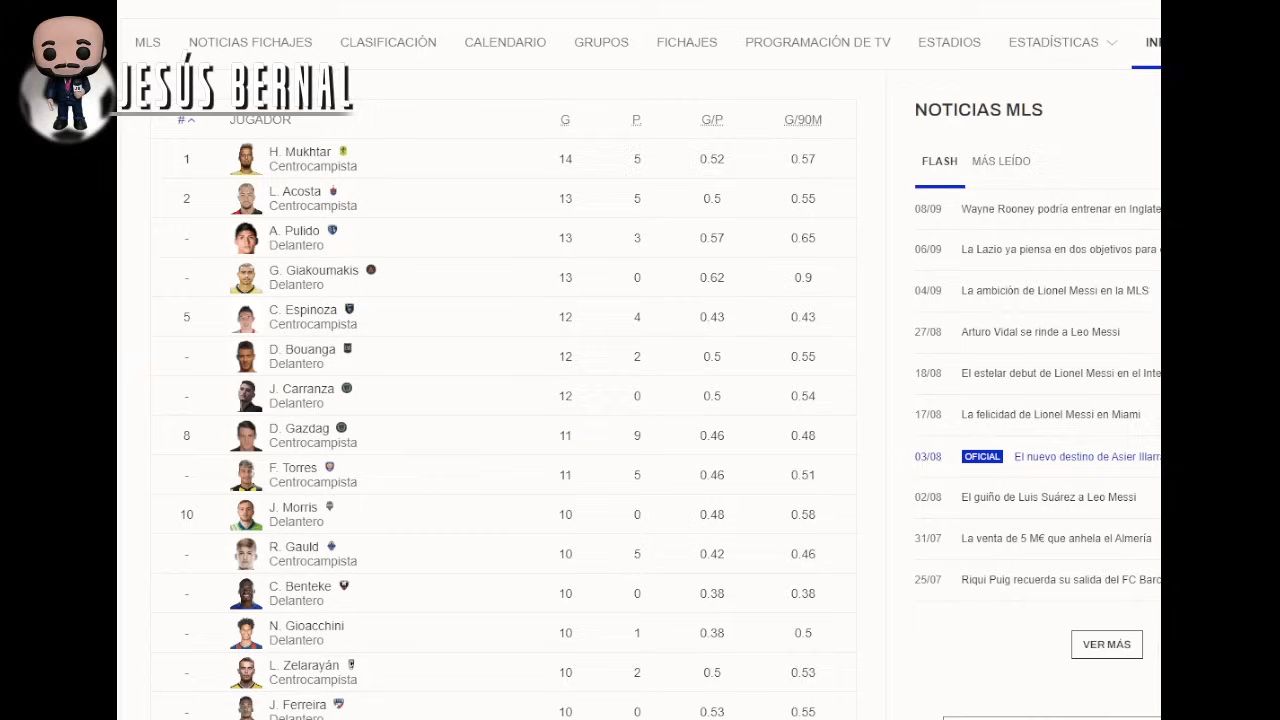 MLS NOTICIAS FICHAJES CLASIFICACIÓN CALENDARIO GRUPOS FICHAJES PROGRAMACIÓN DE TV ESTADIOS ESTADÍSTICAS
JESÚS BERNAL
# JUGADOR G P. G/P G/90M
1 H. Mukhtar 14 5 0.52 0.57
Centrocampista
2 L. Acosta 13 5 0.5 0.55
Centrocampista
- A. Pulido 13 3 0.57 0.65
Delantero
- G. Giakoumakis 13 0 0.62 0.9
Delantero
5 C. Espinoza 12 4 0.43 0.43
Centrocampista
- D. Bouanga 12 2 0.5 0.55
Delantero
- J. Carranza 12 0 0.5 0.54
Delantero
8 D. Gazdag 11 9 0.46 0.48
Centrocampista
- F. Torres 11 5 0.46 0.51
Centrocampista
10 J. Morris 10 0 0.48 0.58
Delantero
- R. Gauld 10 5 0.42 0.46
Centrocampista
- C. Benteke 10 0 0.38 0.38
Delantero
- N. Gioacchini 10 1 0.38 0.5
Delantero
- L. Zelarayán 10 2 0.5 0.53
Centrocampista
- J. Ferreira 10 0 0.53 0.55
Delantero
NOTICIAS MLS
FLASH MÁS LEÍDO
08/09 Wayne Rooney podría entrenar en Inglate
06/09 La Lazio ya piensa en dos objetivos para
04/09 La ambición de Lionel Messi en la MLS
27/08 Arturo Vidal se rinde a Leo Messi
18/08 El estelar debut de Lionel Messi en el Inte
17/08 La felicidad de Lionel Messi en Miami
03/08 OFICIAL El nuevo destino de Asier Illarra
02/08 El guiño de Luis Suárez a Leo Messi
31/07 La venta de 5 M€ que anhela el Almería
25/07 Riqui Puig recuerda su salida del FC Barc
VER MÁS